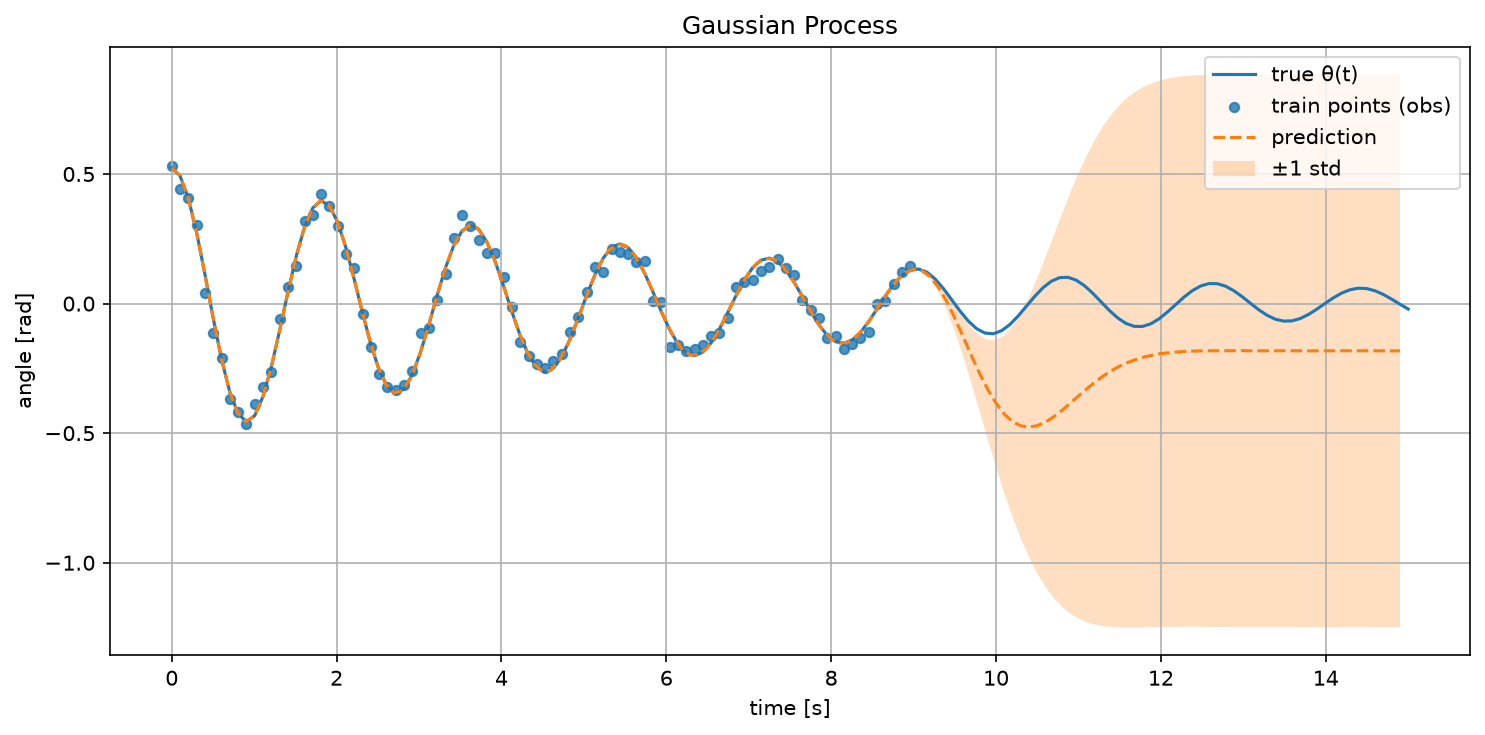 Gaussian Process
true θ(t)
train points (obs)
prediction
±1 std
angle [rad]
0.5
0.0
−0.5
−1.0
0 2 4 6 8 10 12 14
time [s]